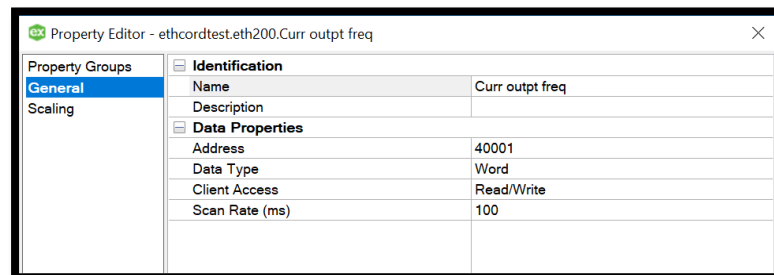 ex Property Editor - ethcordtest.eth200.Curr outpt freq
Property Groups
General
Scaling
Identification
Name Curr outpt freq
Description
Data Properties
Address 40001
Data Type Word
Client Access Read/Write
Scan Rate (ms) 100